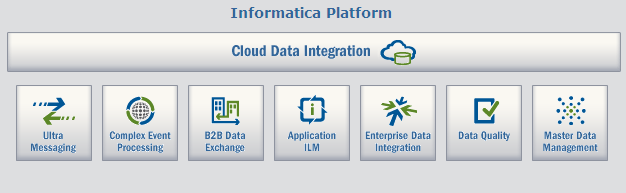 Informatica Platform
Cloud Data Integration
Ultra
Messaging
Complex Event
Processing
B2B Data
Exchange
i
Application
ILM
Enterprise Data
Integration
Data Quality
Master Data
Management